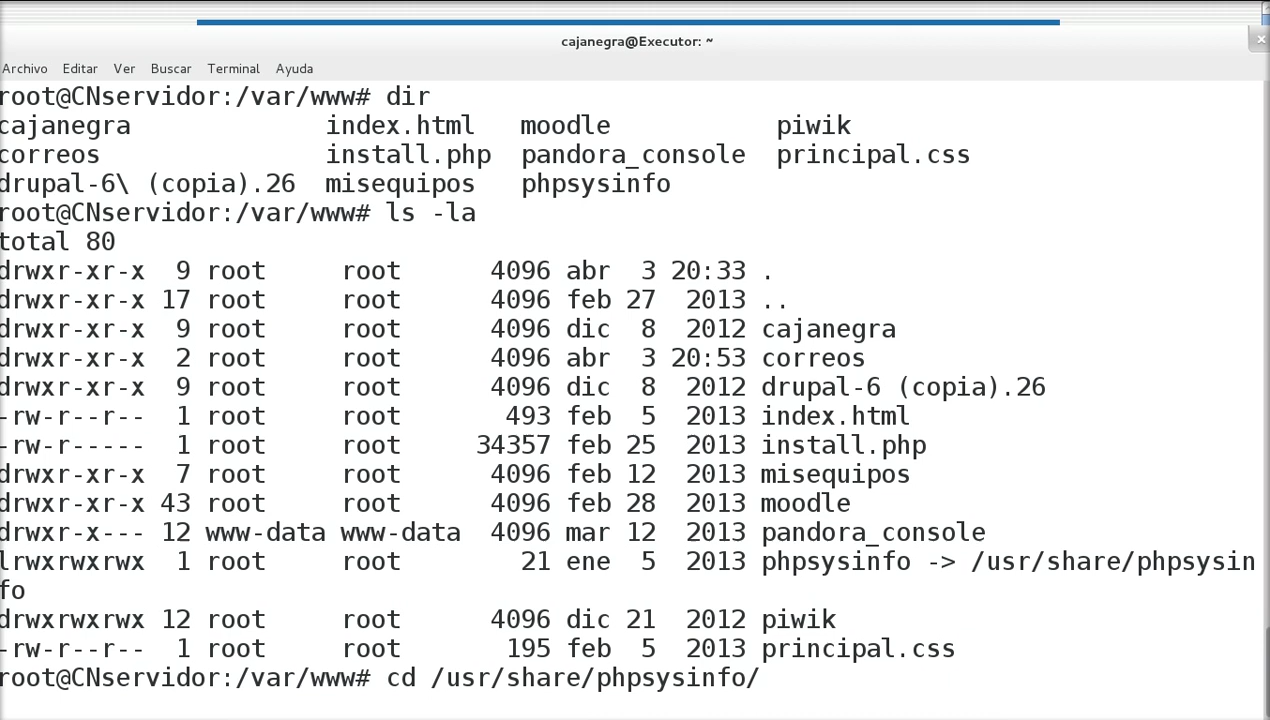 cajanegra@Executor: ~
Archivo Editar Ver Buscar Terminal Ayuda
root@CNservidor:/var/www# dir
cajanegra             index.html  moodle           piwik
correos               install.php  pandora_console  principal.css
drupal-6\ (copia).26  misequipos   phpsysinfo
root@CNservidor:/var/www# ls -la
total 80
drwxr-xr-x  9 root     root      4096 abr  3 20:33 .
drwxr-xr-x 17 root     root      4096 feb 27  2013 ..
drwxr-xr-x  9 root     root      4096 dic  8  2012 cajanegra
drwxr-xr-x  2 root     root      4096 abr  3 20:53 correos
drwxr-xr-x  9 root     root      4096 dic  8  2012 drupal-6 (copia).26
-rw-r--r--  1 root     root       493 feb  5  2013 index.html
-rw-r-----  1 root     root     34357 feb 25  2013 install.php
drwxr-xr-x  7 root     root      4096 feb 12  2013 misequipos
drwxr-xr-x 43 root     root      4096 feb 28  2013 moodle
drwxr-x--- 12 www-data www-data  4096 mar 12  2013 pandora_console
lrwxrwxrwx  1 root     root        21 ene  5  2013 phpsysinfo -> /usr/share/phpsysin
fo
drwxrwxrwx 12 root     root      4096 dic 21  2012 piwik
-rw-r--r--  1 root     root       195 feb  5  2013 principal.css
root@CNservidor:/var/www# cd /usr/share/phpsysinfo/